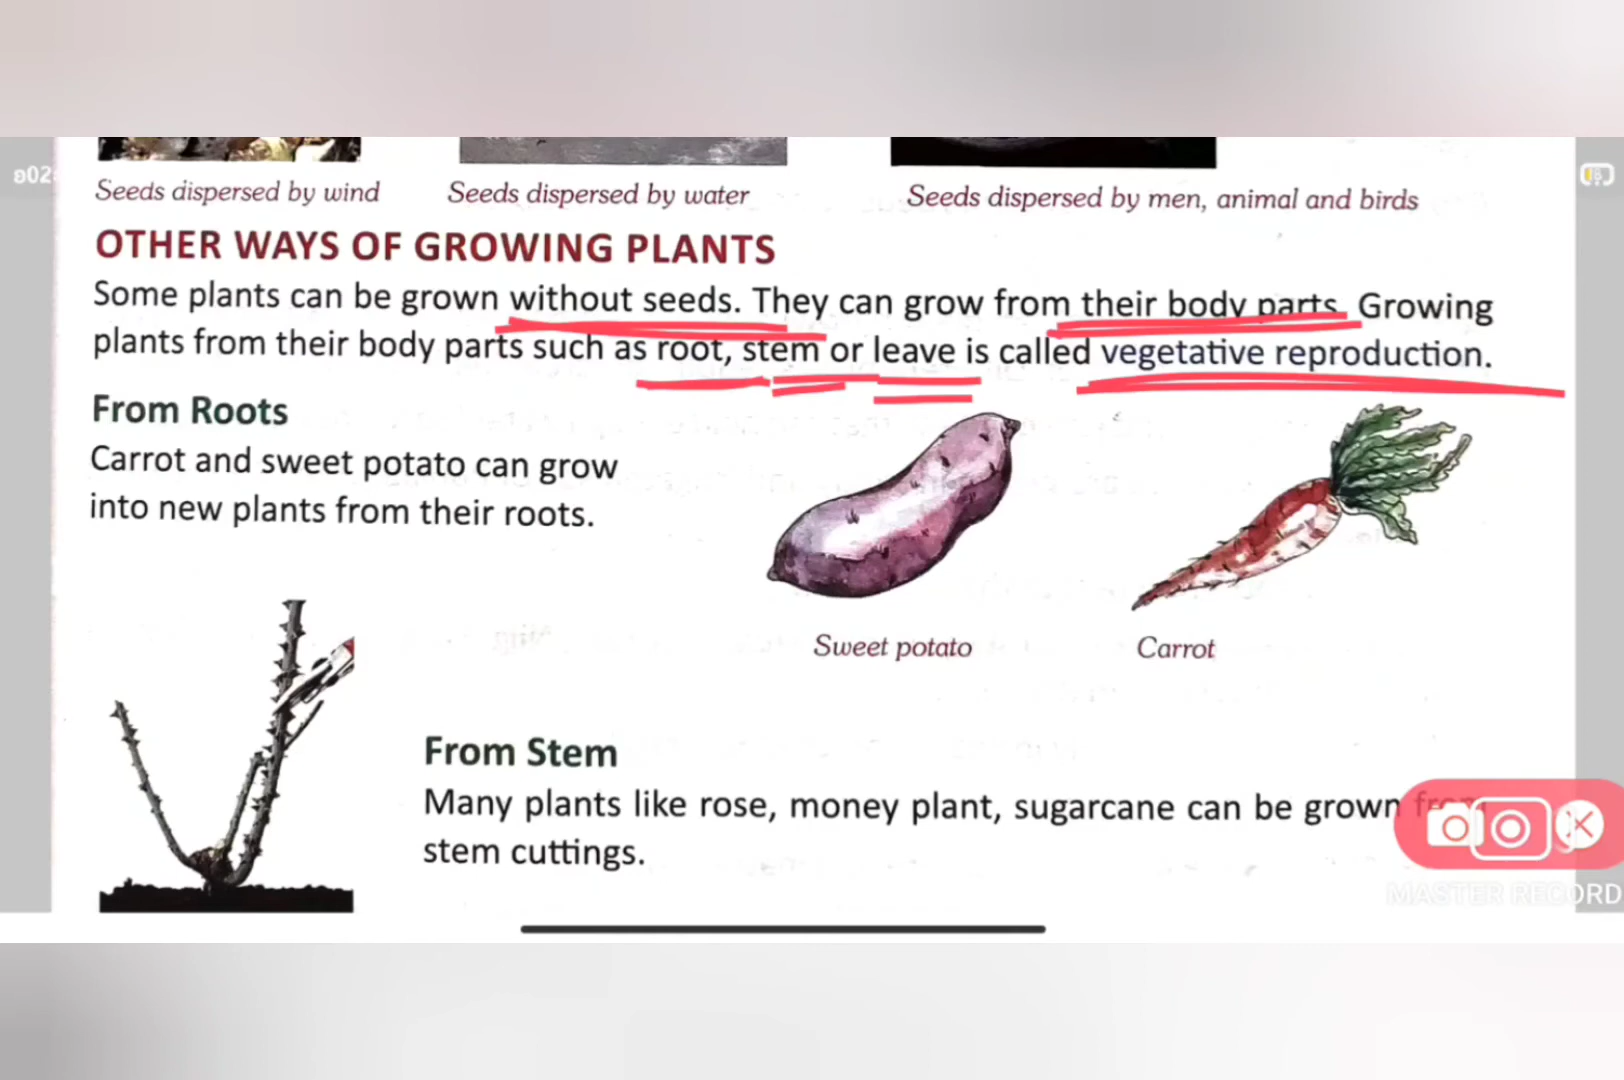 Seeds dispersed by wind
Seeds dispersed by water
Seeds dispersed by men, animal and birds
OTHER WAYS OF GROWING PLANTS
Some plants can be grown without seeds. They can grow from their body parts. Growing
plants from their body parts such as root, stem or leave is called vegetative reproduction.
From Roots
Carrot and sweet potato can grow
into new plants from their roots.
Sweet potato
Carrot
From Stem
Many plants like rose, money plant, sugarcane can be grown from
stem cuttings.
MASTER RECORD